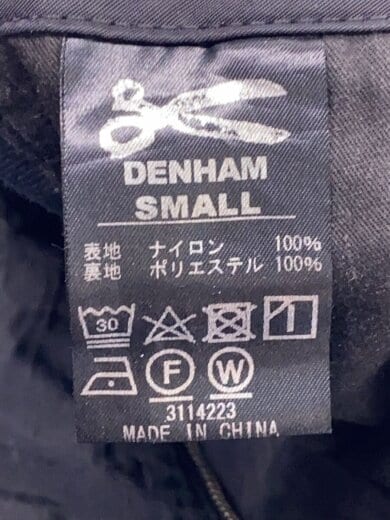 DENHAM
SMALL
表地 ナイロン 100%
裏地 ポリエステル 100%
30
F W
3114223
MADE IN CHINA